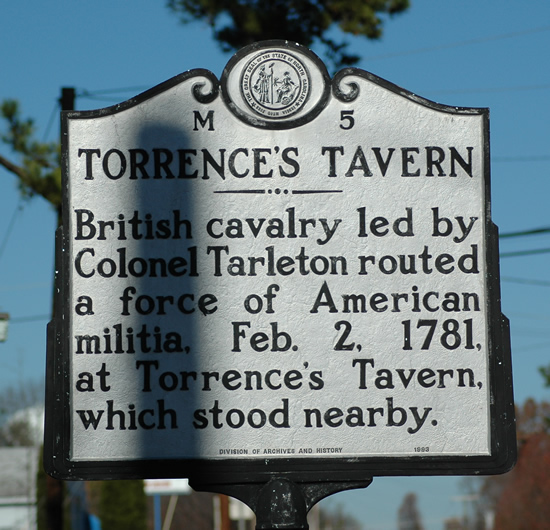 M 5
TORRENCE'S TAVERN
British cavalry led by
Colonel Tarleton routed
a force of American
militia, Feb. 2, 1781,
at Torrence's Tavern,
which stood nearby.
DIVISION OF ARCHIVES AND HISTORY 1993